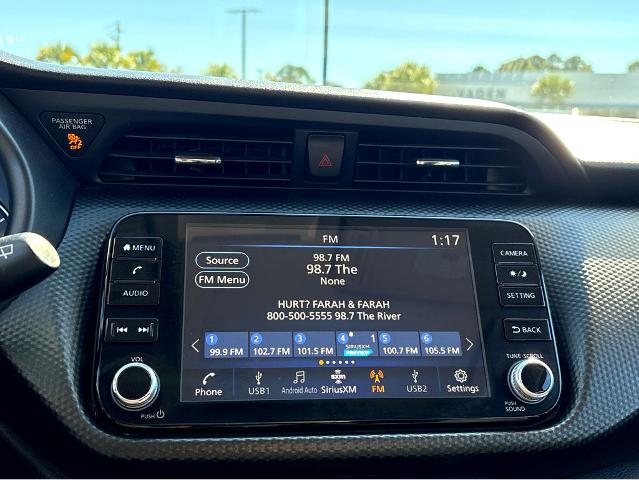 VADEN
PASSENGER
AIR BAG
OFF
MENU
AUDIO
VOL
PUSH
FM
1:17
Source
FM Menu
98.7 FM
98.7 The
None
HURT? FARAH & FARAH
800-500-5555 98.7 The River
1 99.9 FM
2 102.7 FM
3 101.5 FM
4 1 SIRIUSXM PREVIEW
5 100.7 FM
6 105.5 FM
Phone
USB1
Android Auto
SXM
SiriusXM
FM
USB2
Settings
CAMERA
SETTING
BACK
TUNE·SCROLL
PUSH
SOUND